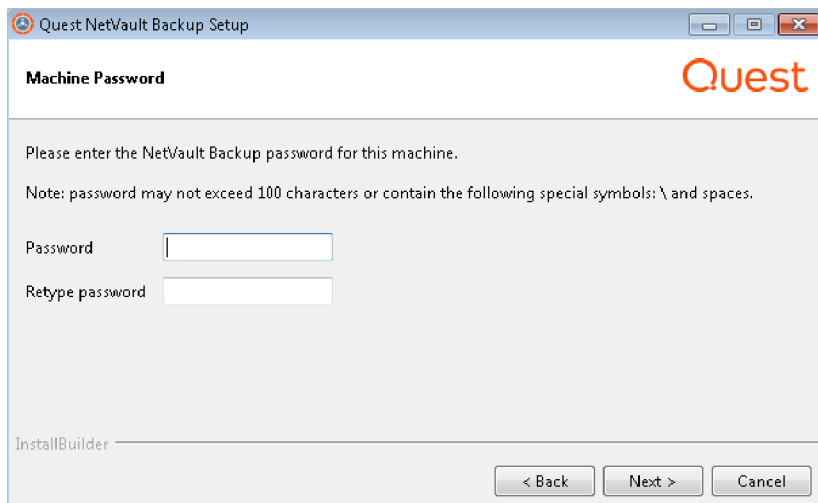 Quest NetVault Backup Setup
Machine Password
Quest
Please enter the NetVault Backup password for this machine.
Note: password may not exceed 100 characters or contain the following special symbols: \ and spaces.
Password
Retype password
InstallBuilder
< Back Next > Cancel